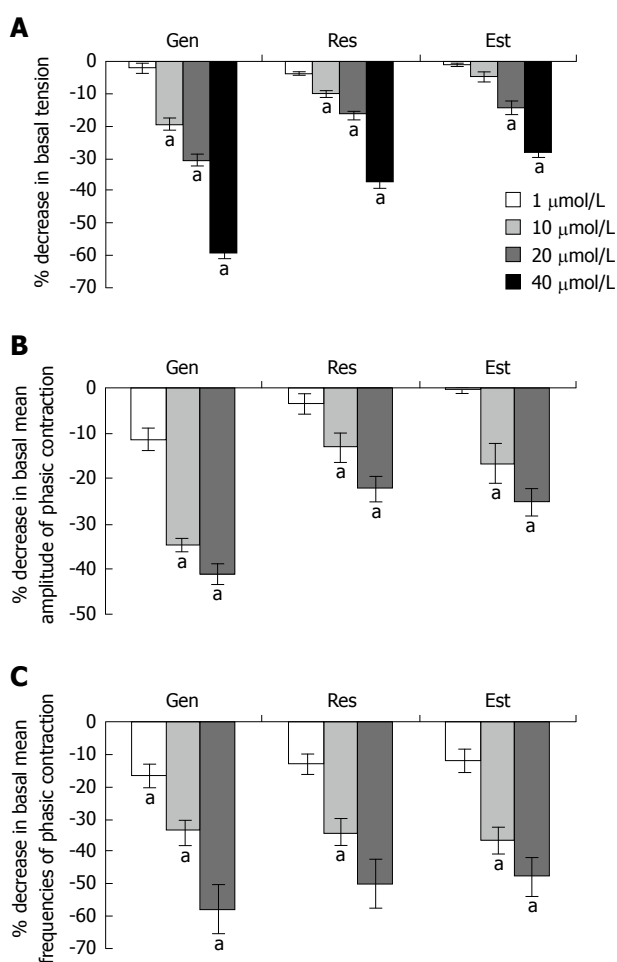 A
Gen Res Est
0
-10
-20
-30
-40
-50
-60
-70
% decrease in basal tension
a a a
a a a
a a a
1 μmol/L
10 μmol/L
20 μmol/L
40 μmol/L
B
Gen Res Est
0
-10
-20
-30
-40
-50
% decrease in basal mean
amplitude of phasic contraction
a a
a a
a a
C
Gen Res Est
0
-10
-20
-30
-40
-50
-60
-70
% decrease in basal mean
frequencies of phasic contraction
a a a
a
a a